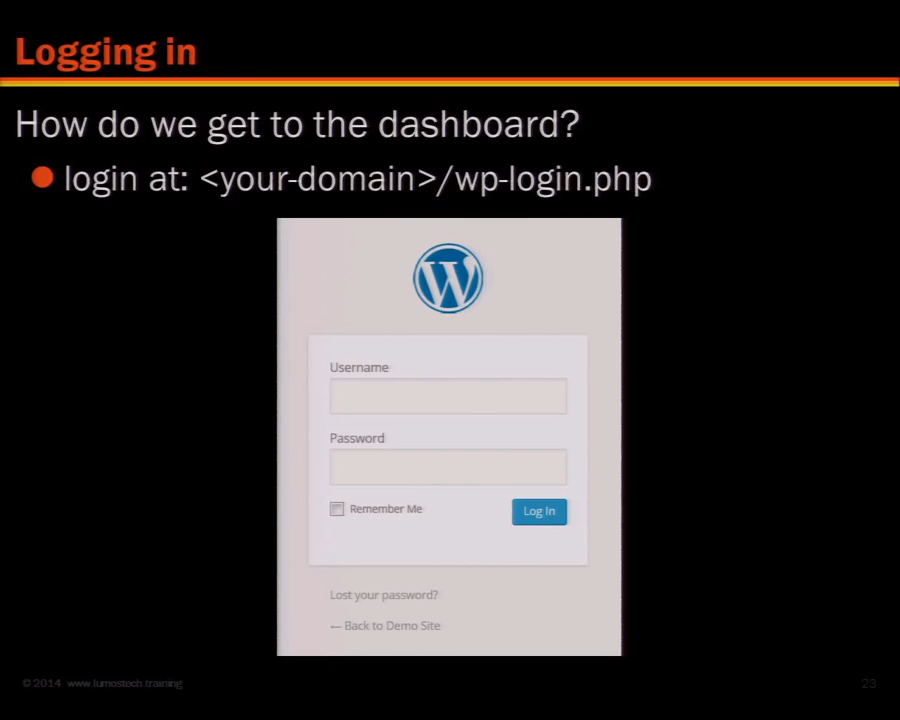 Logging in
How do we get to the dashboard?
login at: <your-domain>/wp-login.php
Username
Password
Remember Me
Log In
Lost your password?
← Back to Demo Site
© 2014 www.lumostech.training
23